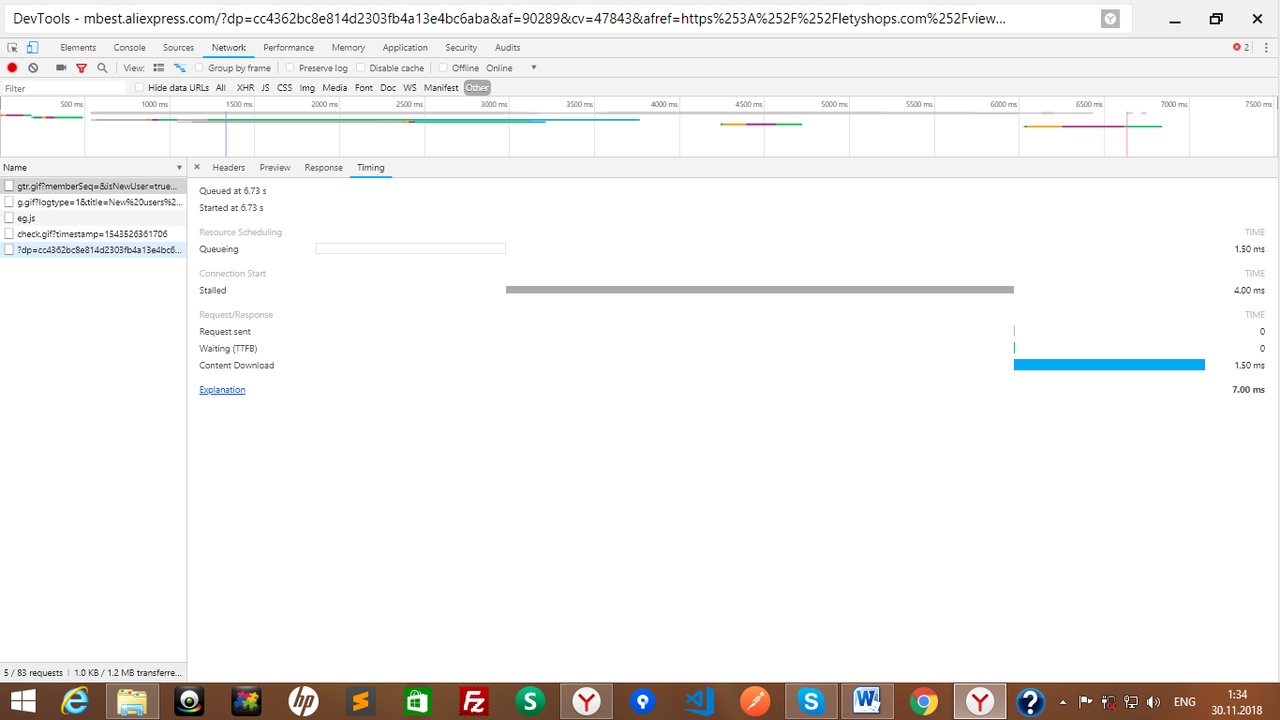 DevTools - mbest.aliexpress.com/?dp=cc4362bc8e814d2303fb4a13e4bc6aba&af=90289&cv=47843&afref=https%253A%252F%252Fletyshops.com%252Fview...
Elements Console Sources Network Performance Memory Application Security Audits 2
View: Group by frame Preserve log Disable cache Offline Online
Filter Hide data URLs All XHR JS CSS Img Media Font Doc WS Manifest Other
500 ms 1000 ms 1500 ms 2000 ms 2500 ms 3000 ms 3500 ms 4000 ms 4500 ms 5000 ms 5500 ms 6000 ms 6500 ms 7000 ms 7500 ms
Name Headers Preview Response Timing
gtr.gif?memberSeq=&isNewUser=true...
g.gif?logtype=1&title=New%20users%2...
eg.js
check.gif?timestamp=1543526361706
?dp=cc4362bc8e814d2303fb4a13e4bc6...
Queued at 6.73 s
Started at 6.73 s
Resource Scheduling TIME
Queueing 1.50 ms
Connection Start TIME
Stalled 4.00 ms
Request/Response TIME
Request sent 0
Waiting (TTFB) 0
Content Download 1.50 ms
Explanation 7.00 ms
5 / 83 requests | 1.0 KB / 1.2 MB transferre...
ENG
1:34
30.11.2018